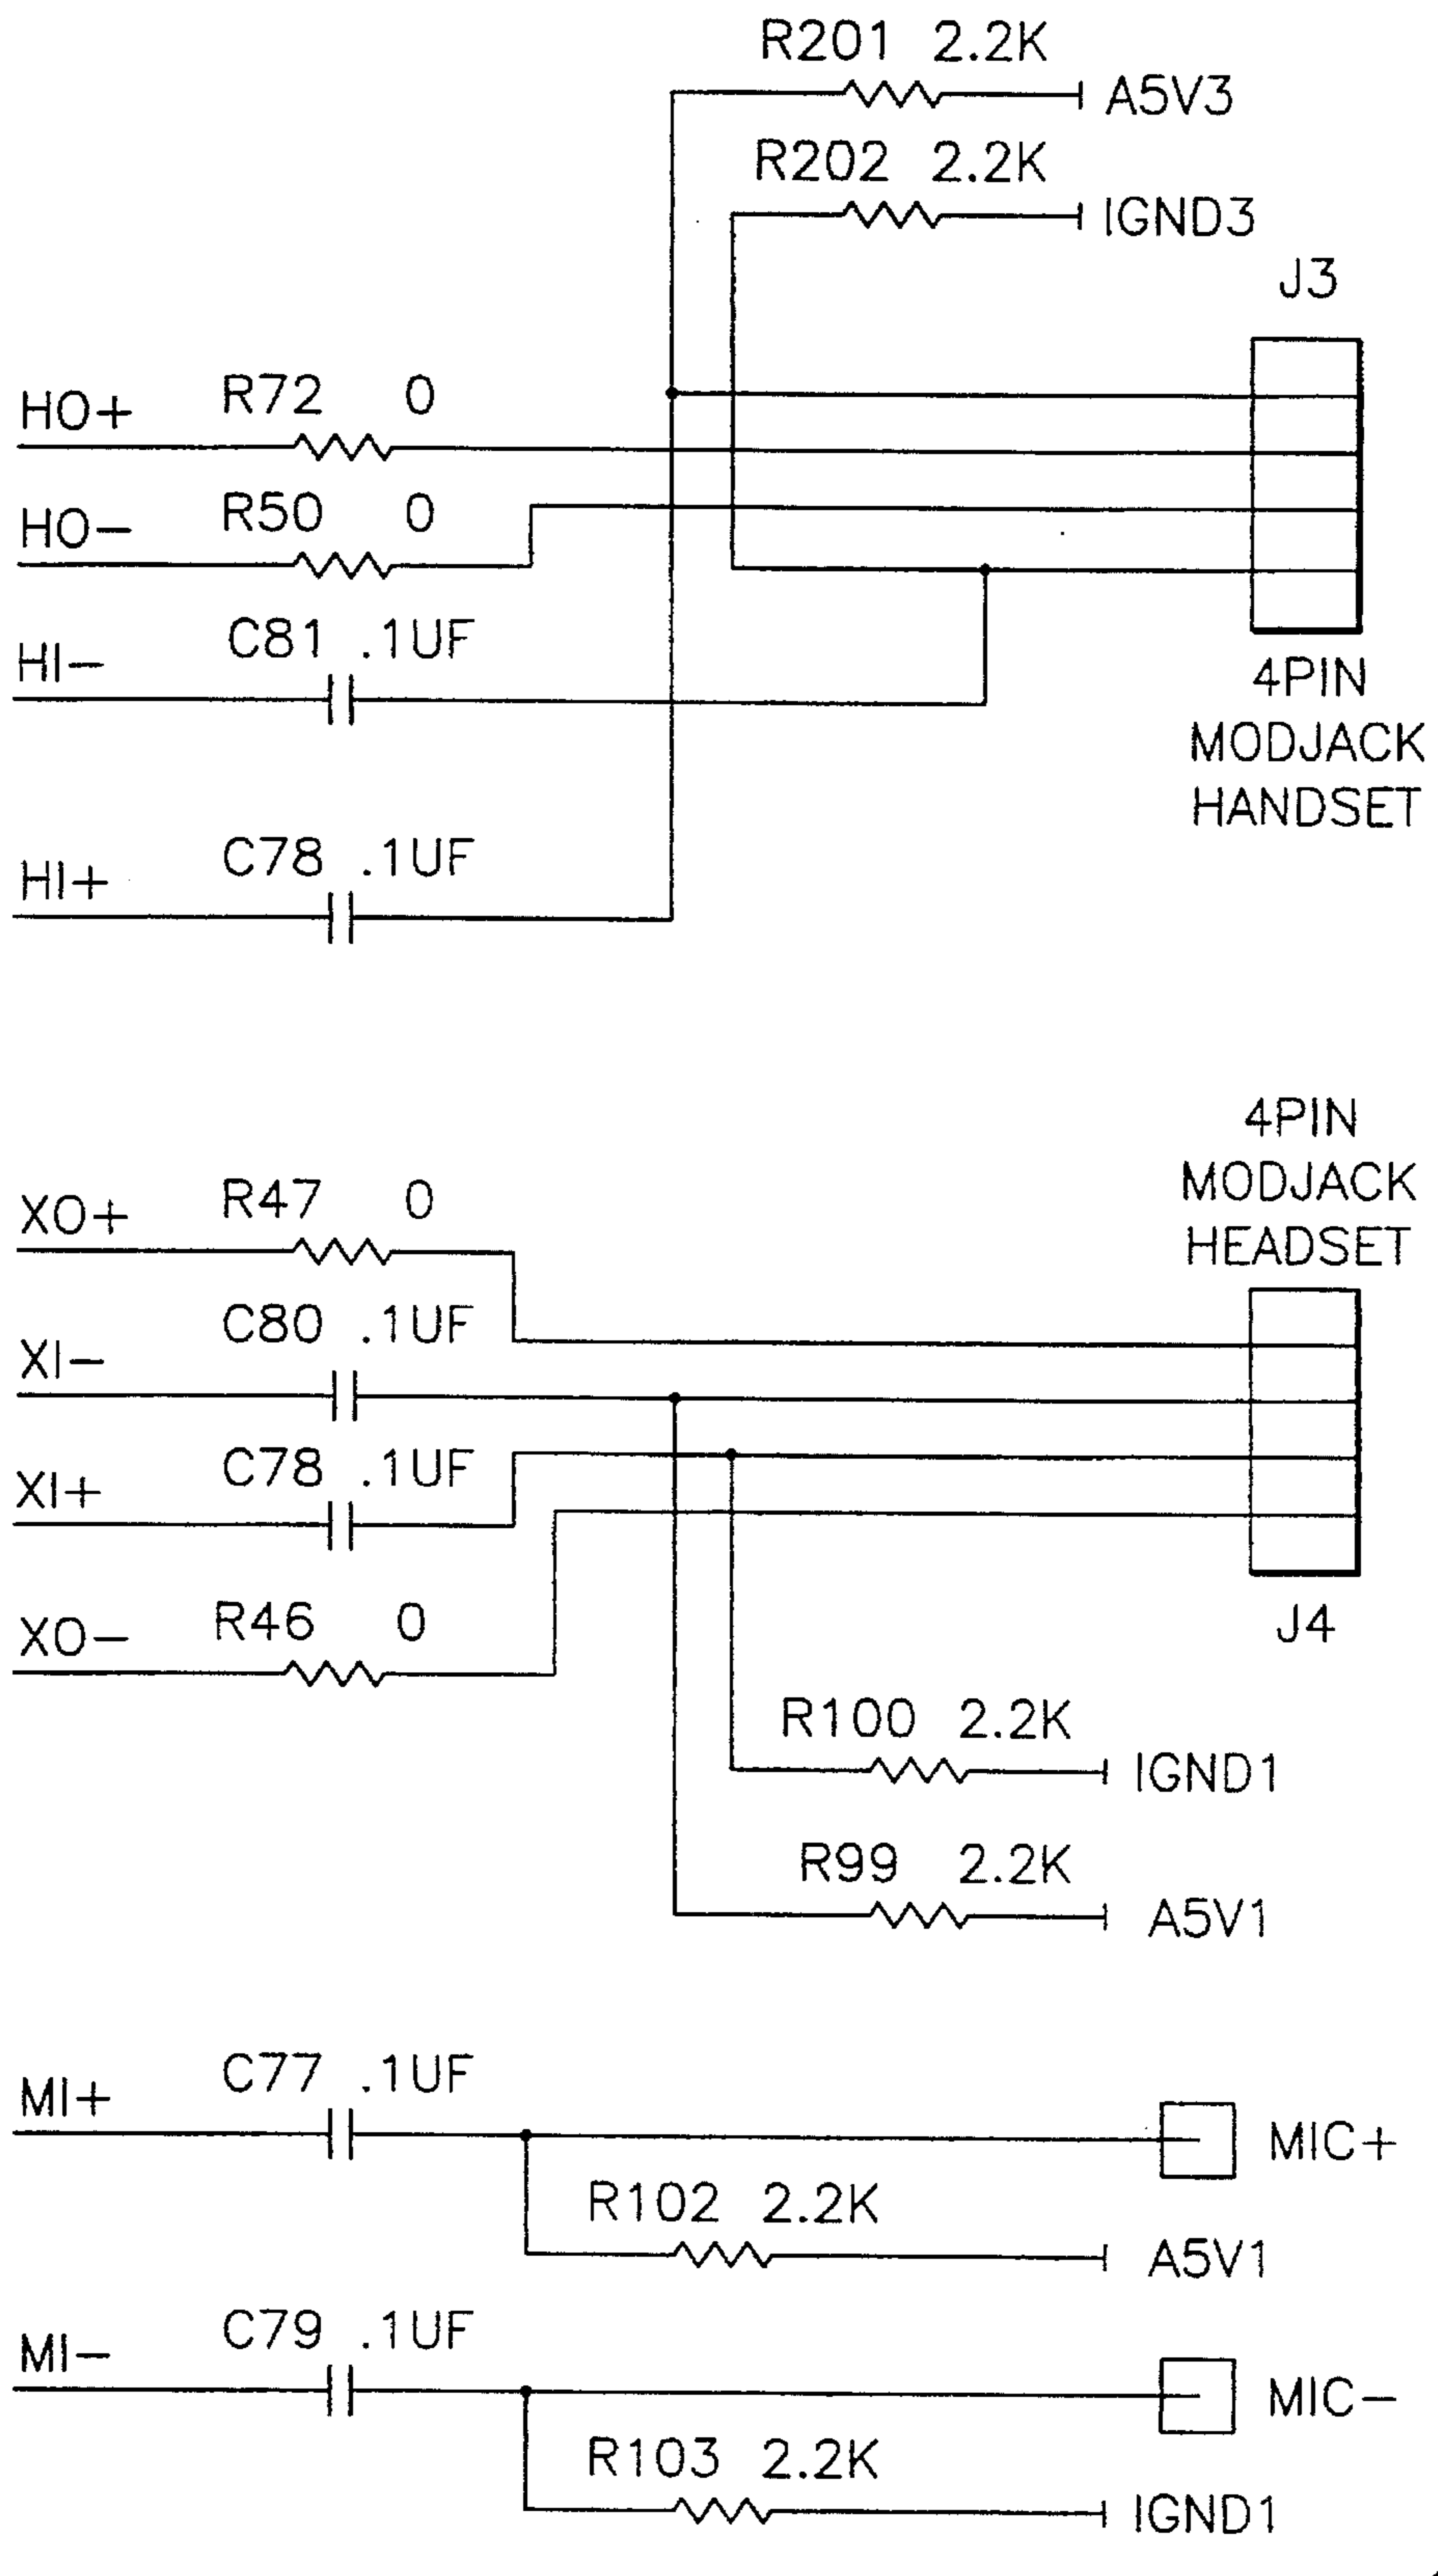 R201 2.2K
A5V3
R202 2.2K
IGND3
J3
HO+
R72 0
HO-
R50 0
HI-
C81 .1UF
4PIN
MODJACK
HANDSET
HI+
C78 .1UF
4PIN
MODJACK
HEADSET
XO+
R47 0
XI-
C80 .1UF
XI+
C78 .1UF
XO-
R46 0
J4
R100 2.2K
IGND1
R99 2.2K
A5V1
MI+
C77 .1UF
MIC+
R102 2.2K
A5V1
MI-
C79 .1UF
MIC-
R103 2.2K
IGND1